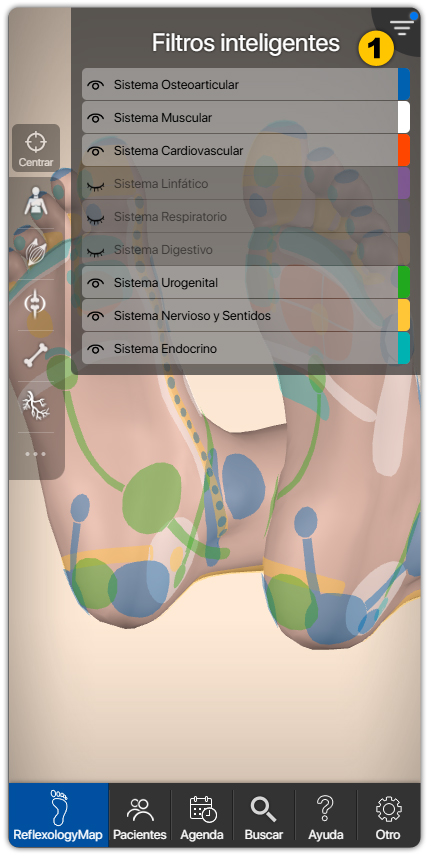 Filtros inteligentes
1
Sistema Osteoarticular
Sistema Muscular
Sistema Cardiovascular
Sistema Linfático
Sistema Respiratorio
Sistema Digestivo
Sistema Urogenital
Sistema Nervioso y Sentidos
Sistema Endocrino
Centrar
ReflexologyMap
Pacientes
Agenda
Buscar
Ayuda
Otro